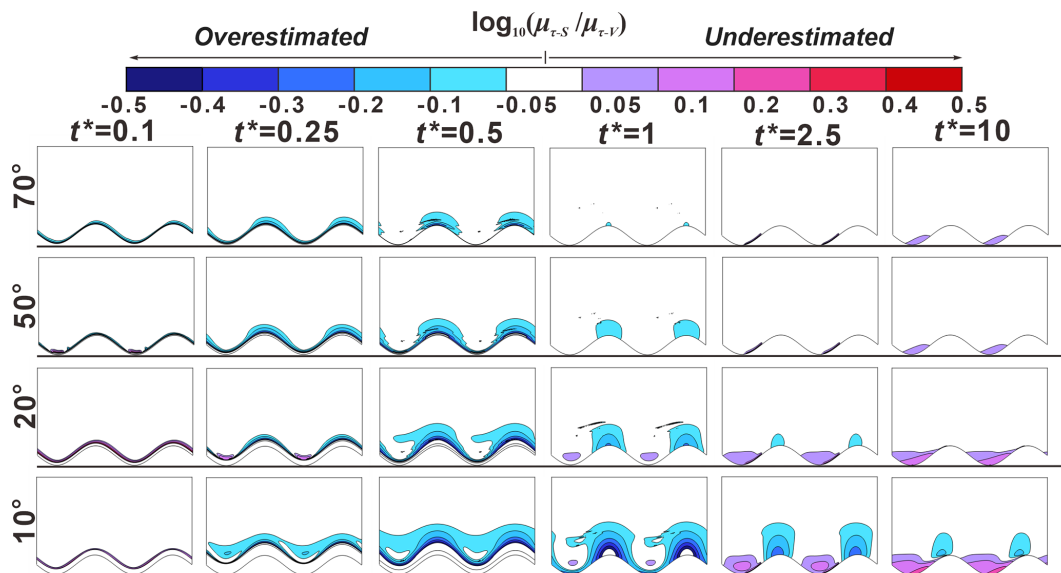 log₁₀(μτ-S /μτ-V)
Overestimated Underestimated
-0.5 -0.4 -0.3 -0.2 -0.1 -0.05 0.05 0.1 0.2 0.3 0.4 0.5
t*=0.1 t*=0.25 t*=0.5 t*=1 t*=2.5 t*=10
70°
50°
20°
10°